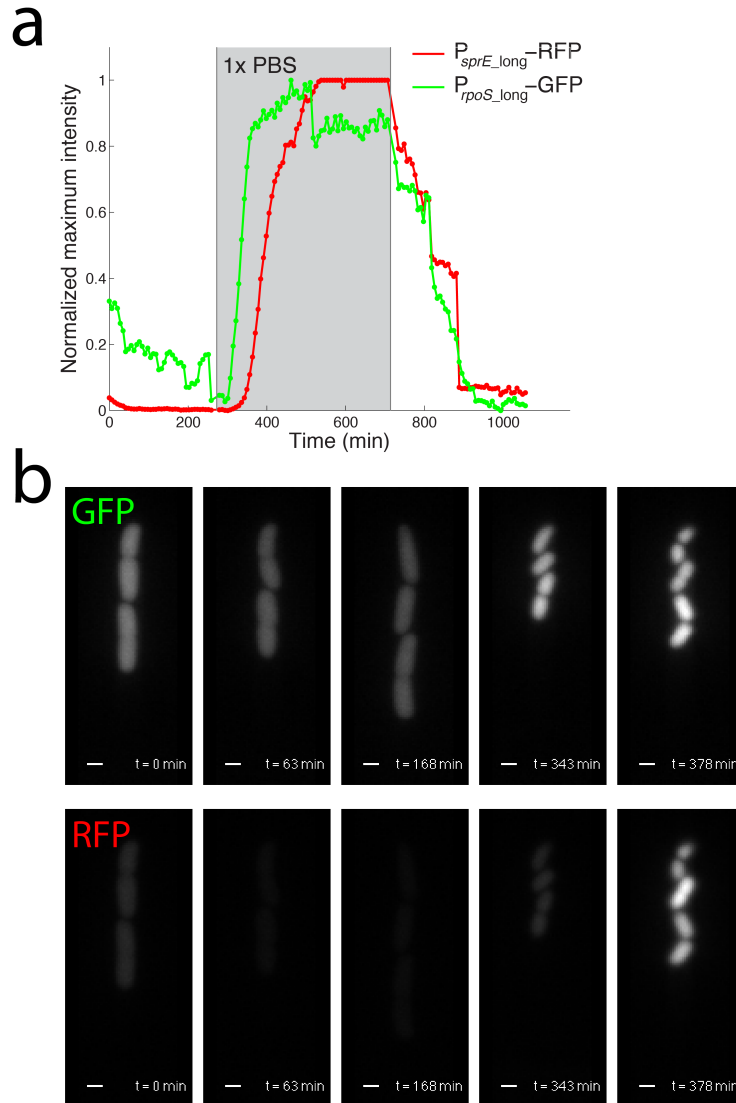 a
1x PBS
P_sprE_long–RFP
P_rpoS_long–GFP
Normalized maximum intensity
1
0.8
0.6
0.4
0.2
0
0 200 400 600 800 1000
Time (min)
b
GFP
t = 0 min t = 63 min t = 168 min t = 343 min t = 378 min
RFP
t = 0 min t = 63 min t = 168 min t = 343 min t = 378 min